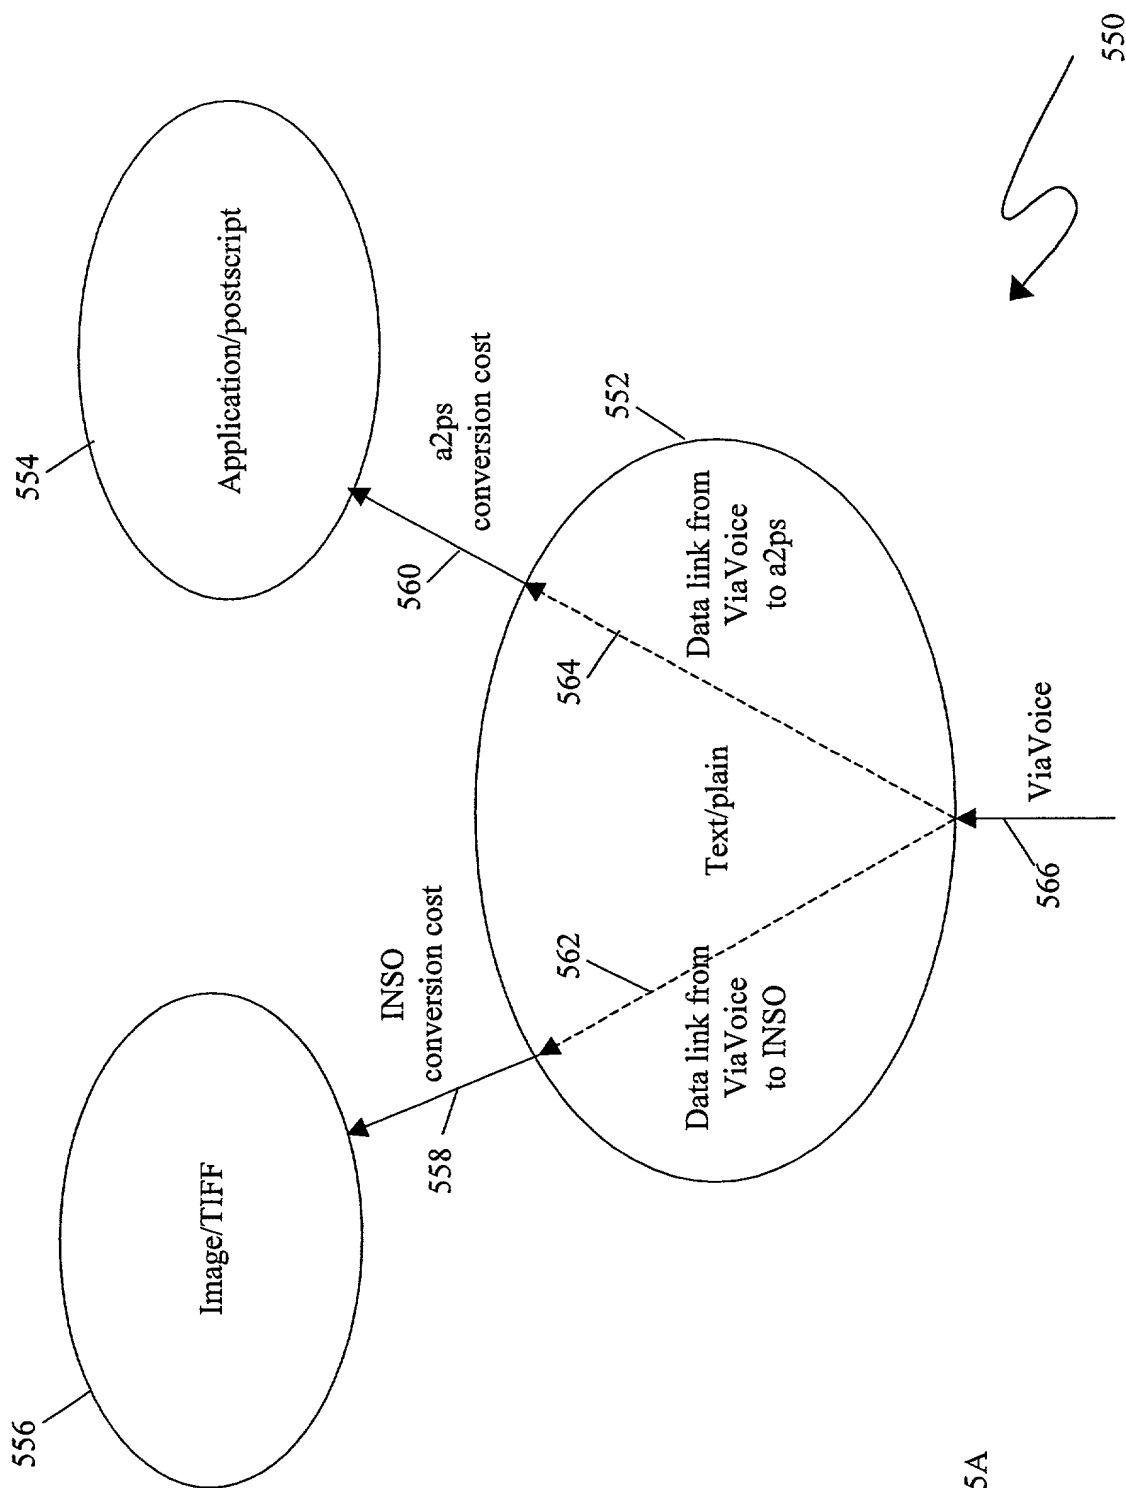 556
554
Image/TIFF
Application/postscript
INSO
conversion cost
a2ps
conversion cost
558
560
562
564
552
Data link from
ViaVoice
to INSO
Text/plain
Data link from
ViaVoice
to a2ps
566
ViaVoice
5A
550